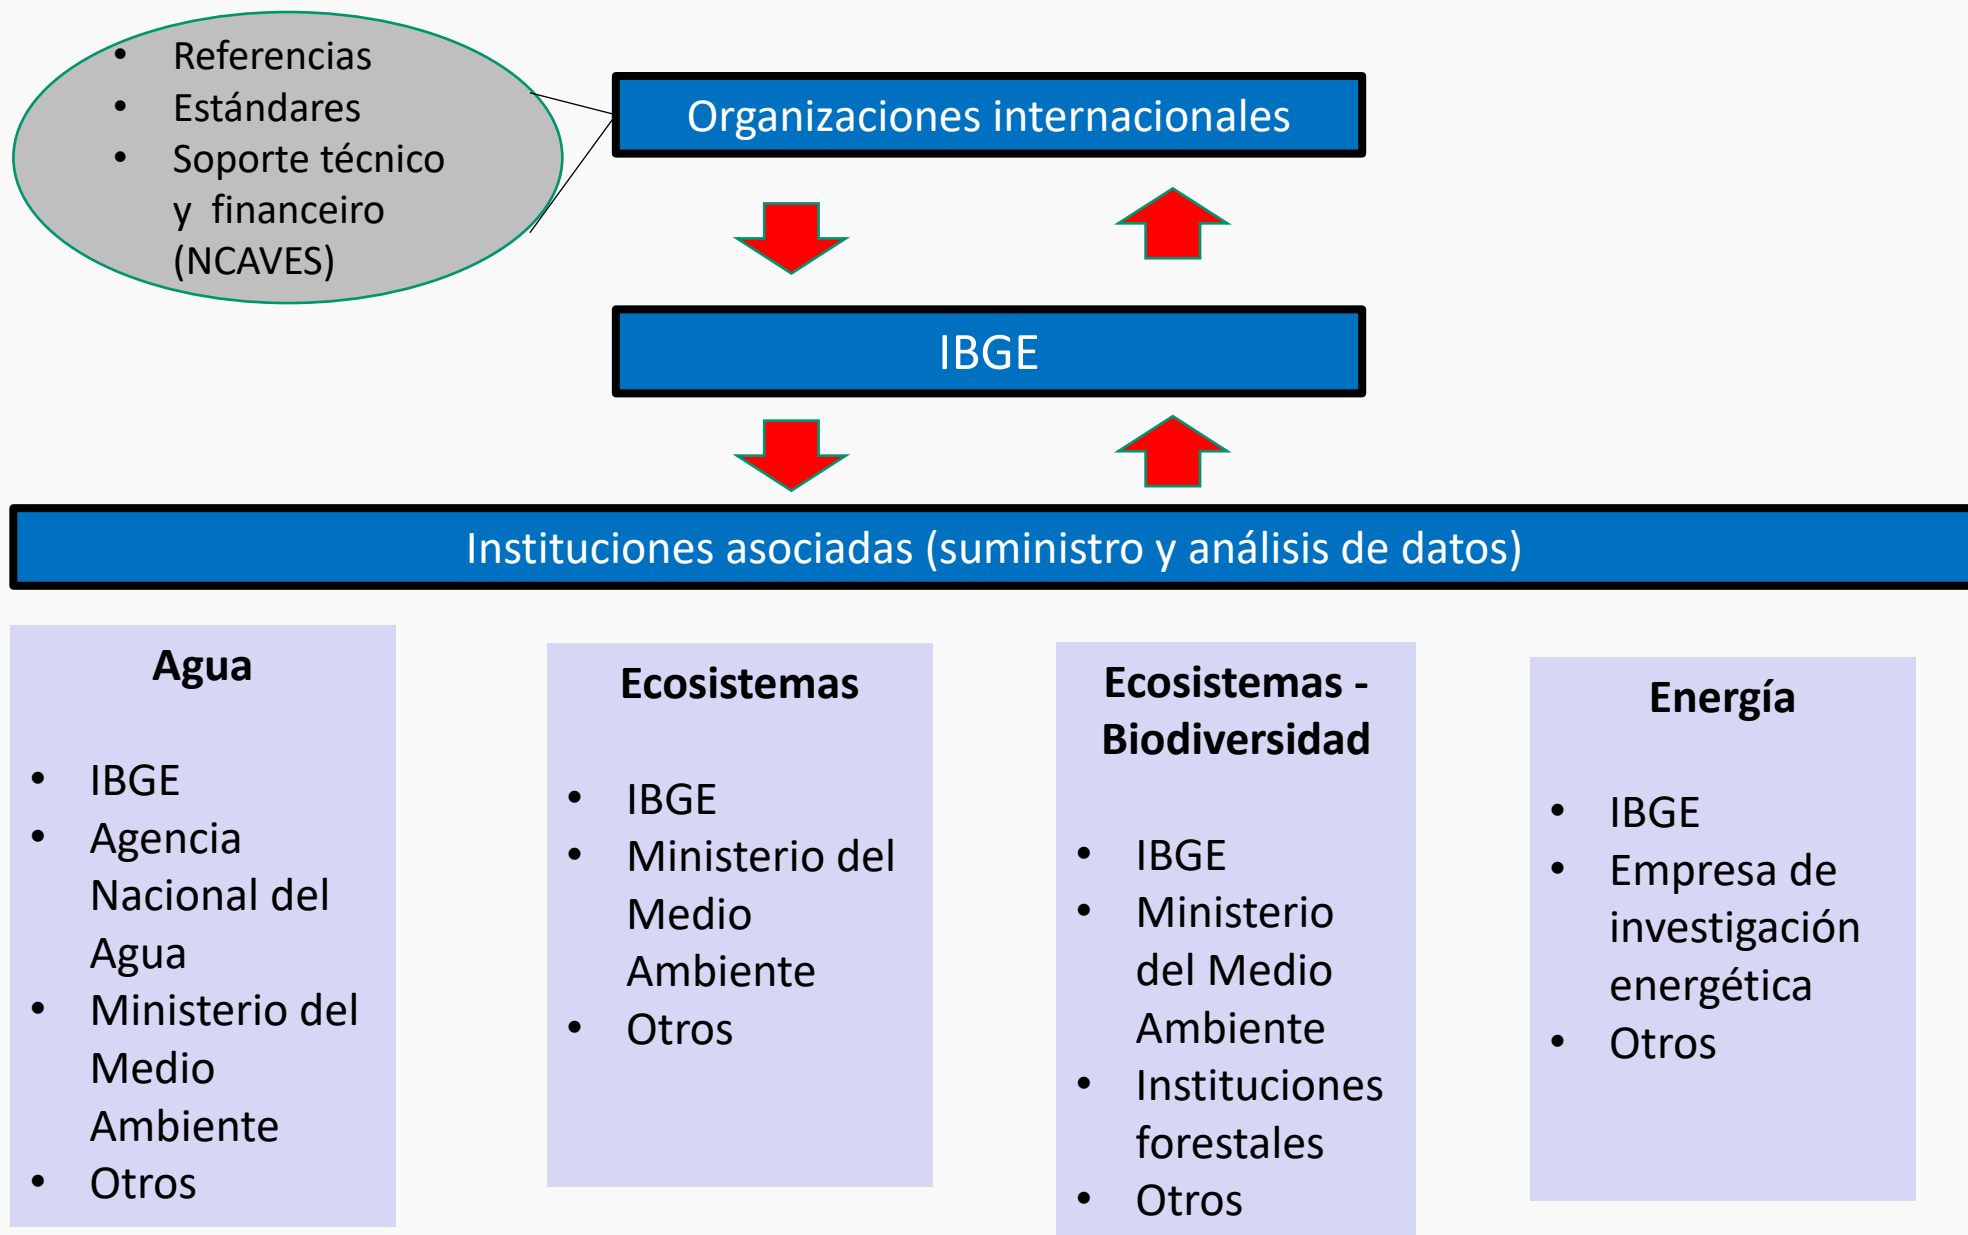 • Referencias
• Estándares
• Soporte técnico
y financeiro
(NCAVES)
Organizaciones internacionales
IBGE
Instituciones asociadas (suministro y análisis de datos)
Agua
• IBGE
• Agencia
Nacional del
Agua
• Ministerio del
Medio
Ambiente
• Otros
Ecosistemas
• IBGE
• Ministerio del
Medio
Ambiente
• Otros
Ecosistemas -
Biodiversidad
• IBGE
• Ministerio
del Medio
Ambiente
• Instituciones
forestales
• Otros
Energía
• IBGE
• Empresa de
investigación
energética
• Otros